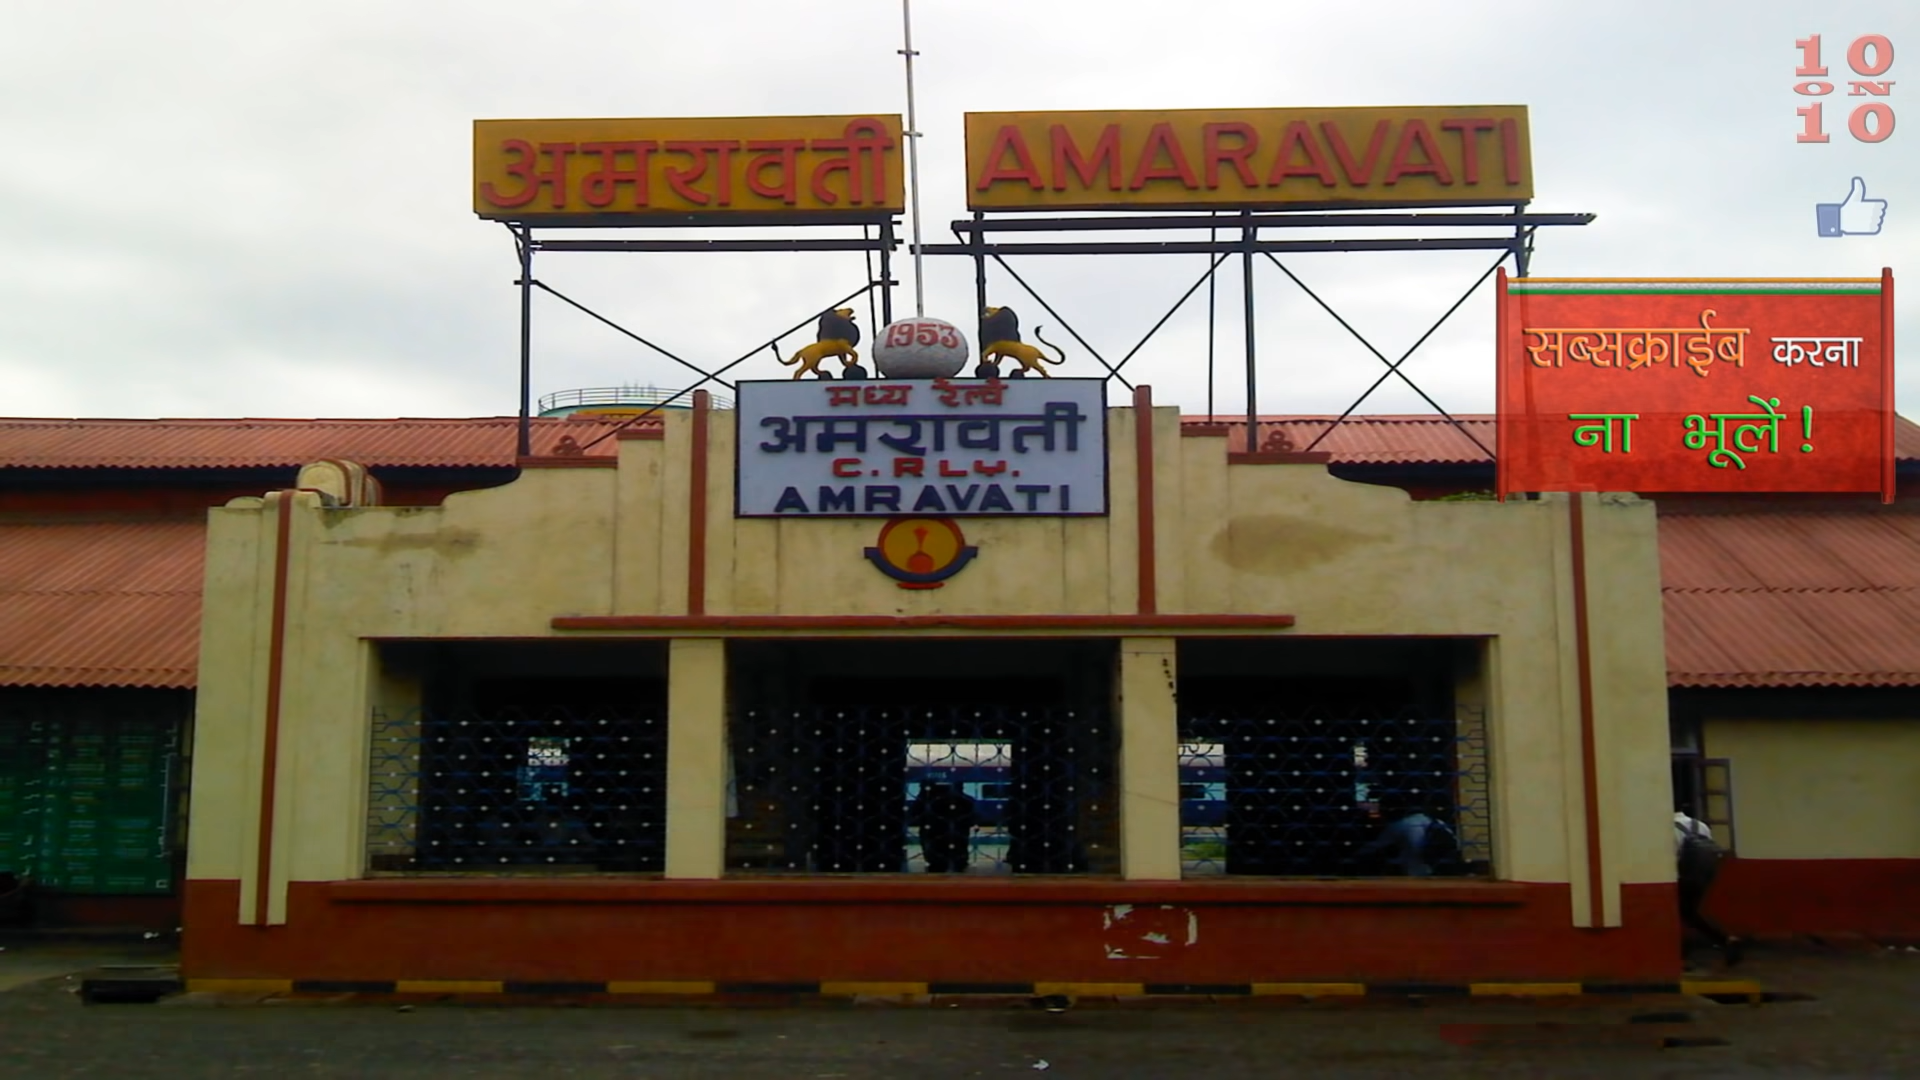 अमरावती
AMARAVATI
1953
मध्य रेल्वे
अमरावती
C.RLY.
AMRAVATI
10
ON
10
सब्सक्राईब करना
ना भूलें!